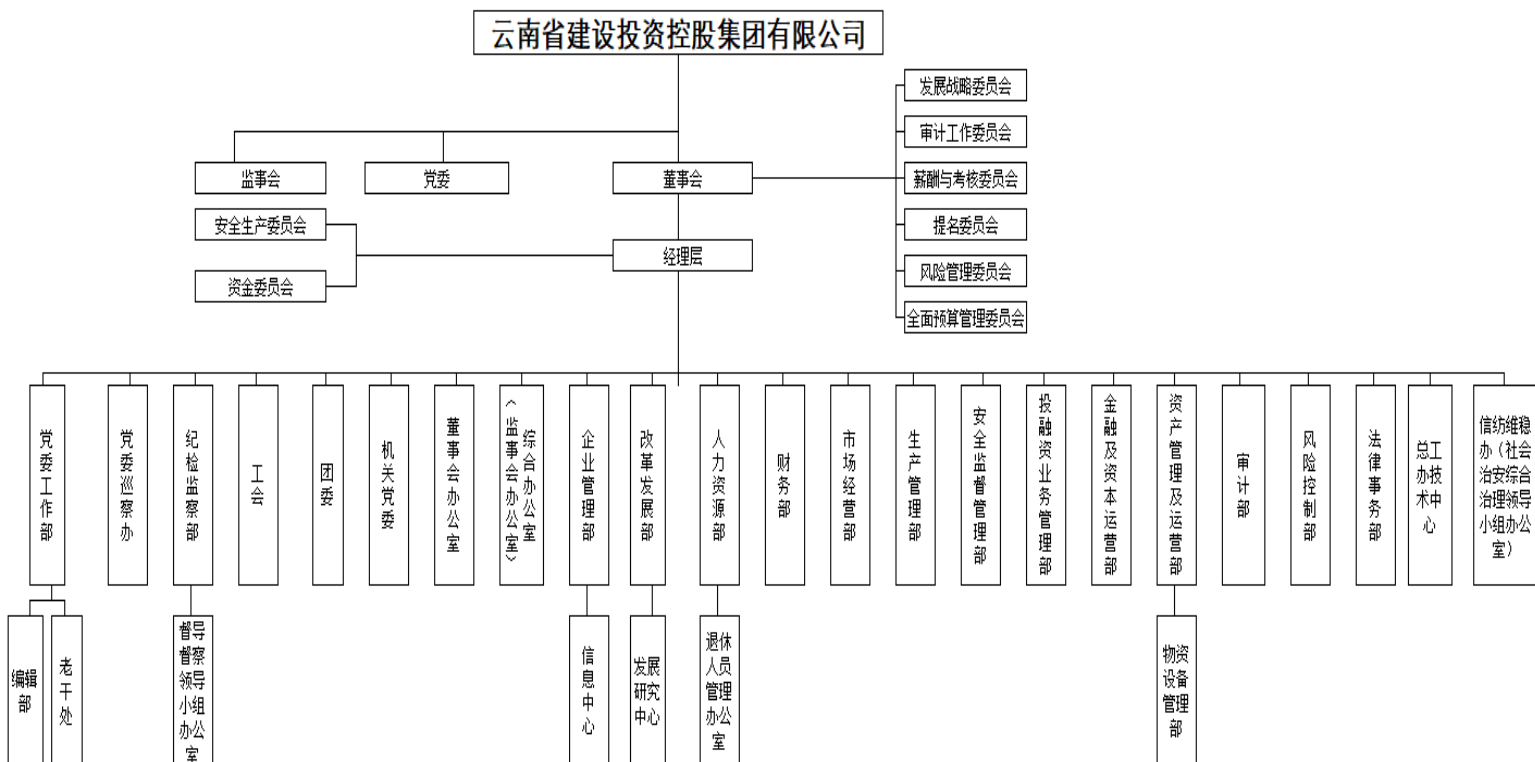 云南省建设投资控股集团有限公司
发展战略委员会
审计工作委员会
监事会
党委
董事会
薪酬与考核委员会
安全生产委员会
提名委员会
经理层
风险管理委员会
资金委员会
全面预算管理委员会
党委工作部
党委巡察办
纪检监察部
工会
团委
机关党委
董事会办公室
综合办公室
（监事会办公室）
企业管理部
改革发展部
人力资源部
财务部
市场经营部
生产管理部
安全监督管理部
投融资业务管理部
金融及资本运营部
资产管理及运营部
审计部
风险控制部
法律事务部
总工
办技
术中
心
信纺维稳
办（社会
治安综合
治理领导
小组办公
室）
编辑
部
老干处
督导
督察
领导
小组
办公
室
信息中心
发展
研究
中心
退休
人员
管理
办公
室
物资
设备
管理
部